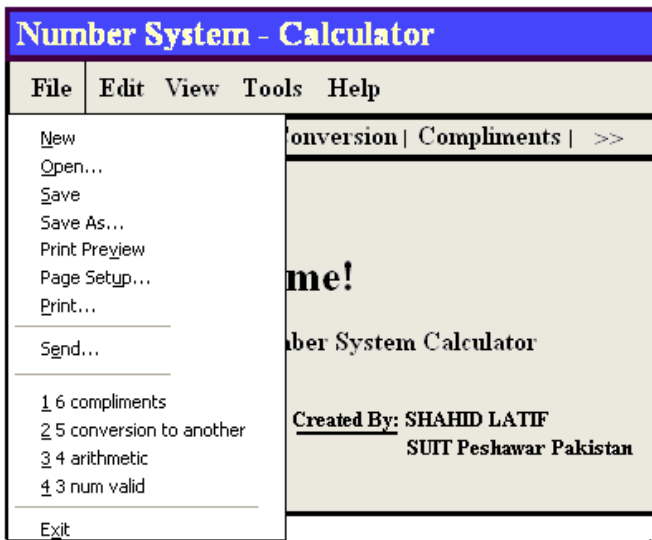 Number System - Calculator
File Edit View Tools Help
onversion | Compliments | >>
New
Open...
Save
Save As...
Print Preview
Page Setup...
Print...
Send...
1 6 compliments
2 5 conversion to another
3 4 arithmetic
4 3 num valid
Exit
me!
ber System Calculator
Created By: SHAHID LATIF
SUIT Peshawar Pakistan